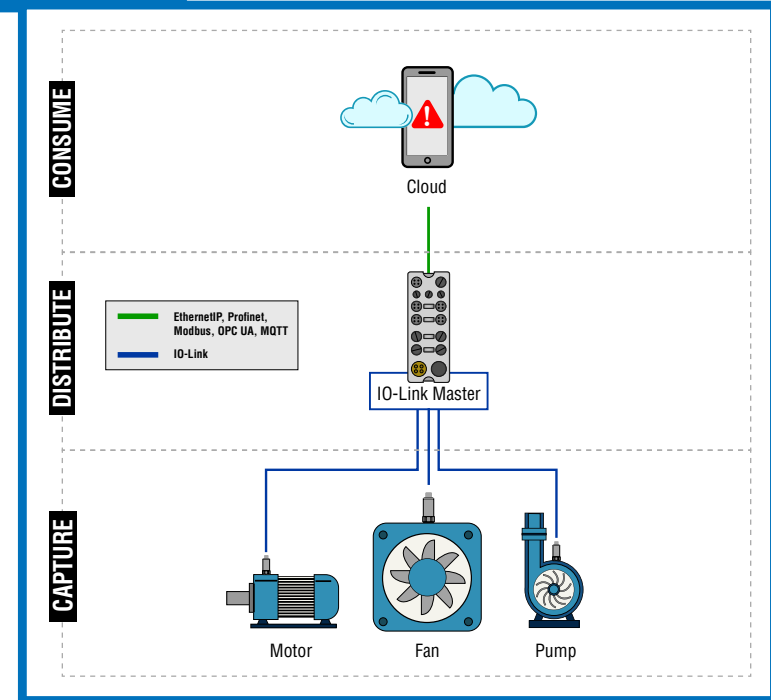 CONSUME
Cloud
DISTRIBUTE
EthernetIP, Profinet,
Modbus, OPC UA, MQTT
IO-Link
IO-Link Master
CAPTURE
Motor
Fan
Pump